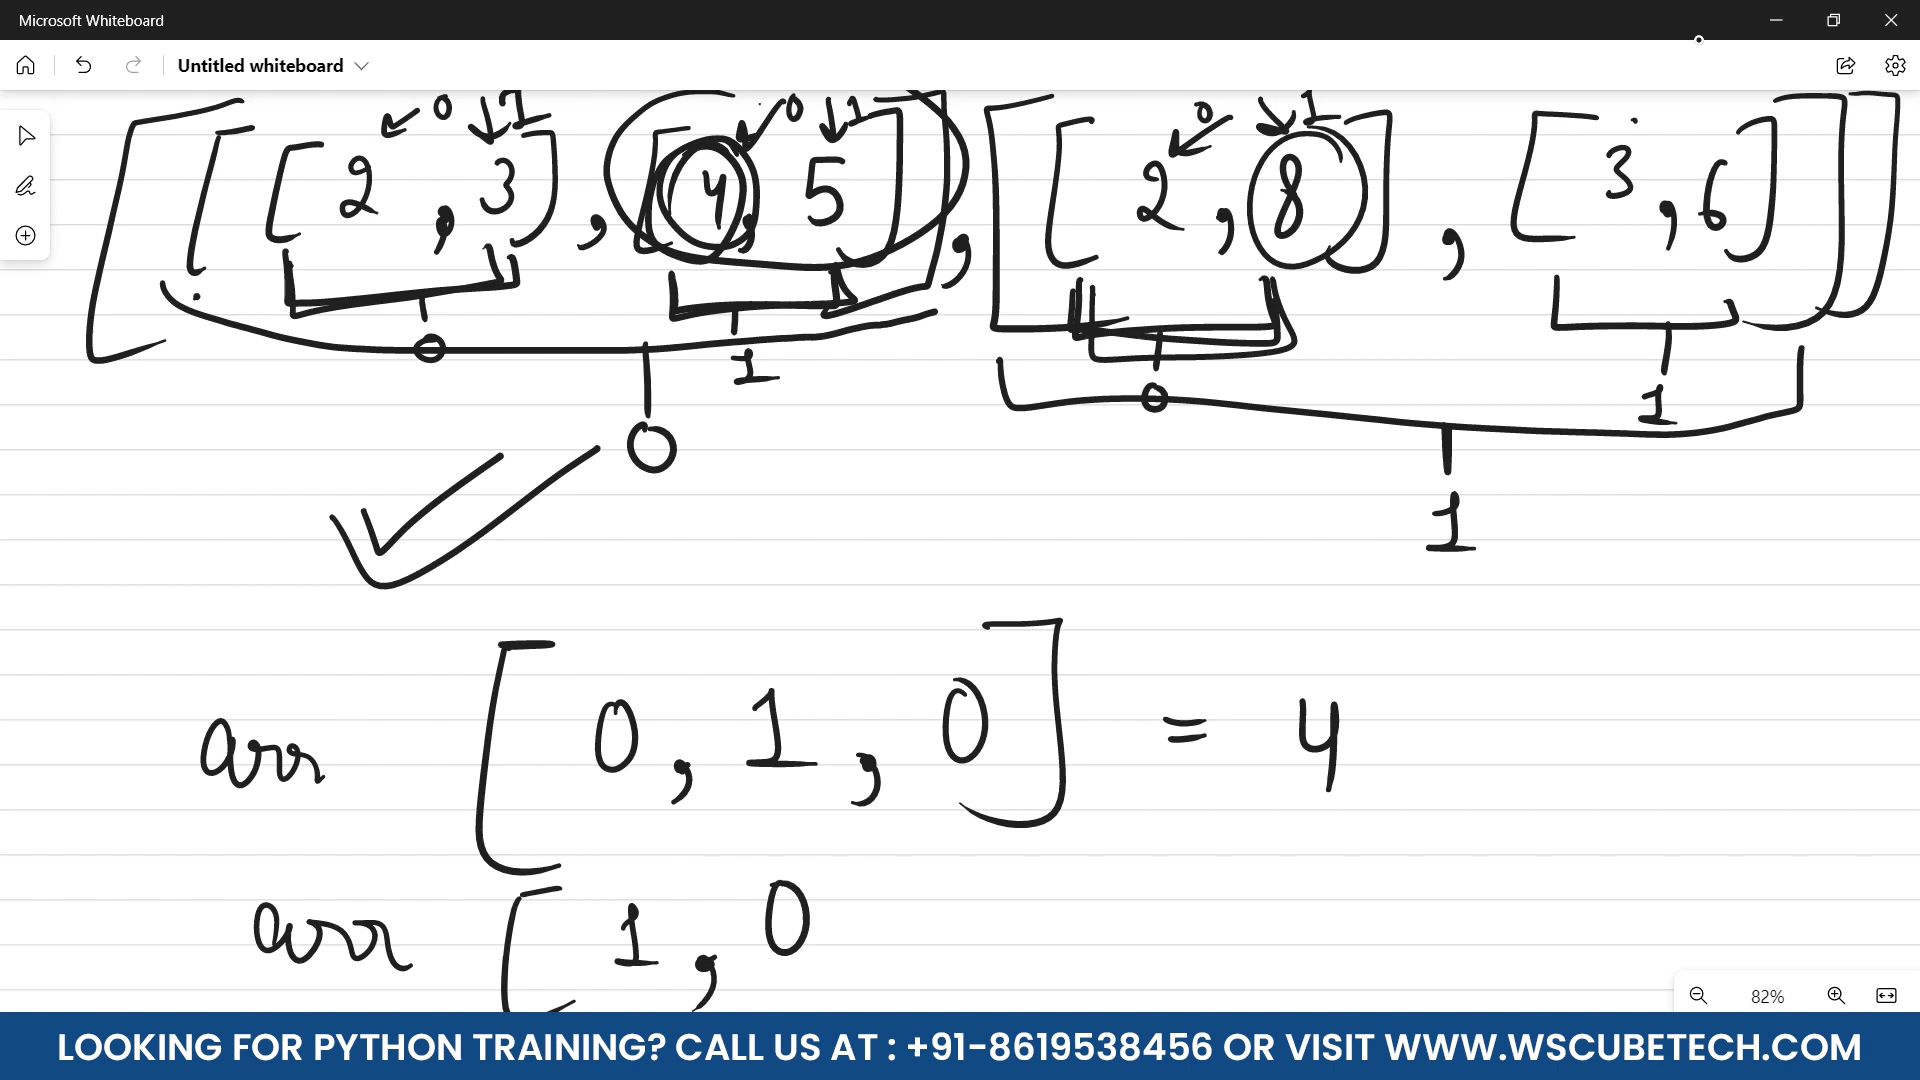 Microsoft Whiteboard
Untitled whiteboard
0 1 0 1 0 1
[[[2, 3], [4, 5]], [[2, 8], [3, 6]]]
0 1 0 1
0 1
arr [0, 1, 0] = 4
arr [1, 0
82%
LOOKING FOR PYTHON TRAINING? CALL US AT : +91-8619538456 OR VISIT WWW.WSCUBETECH.COM